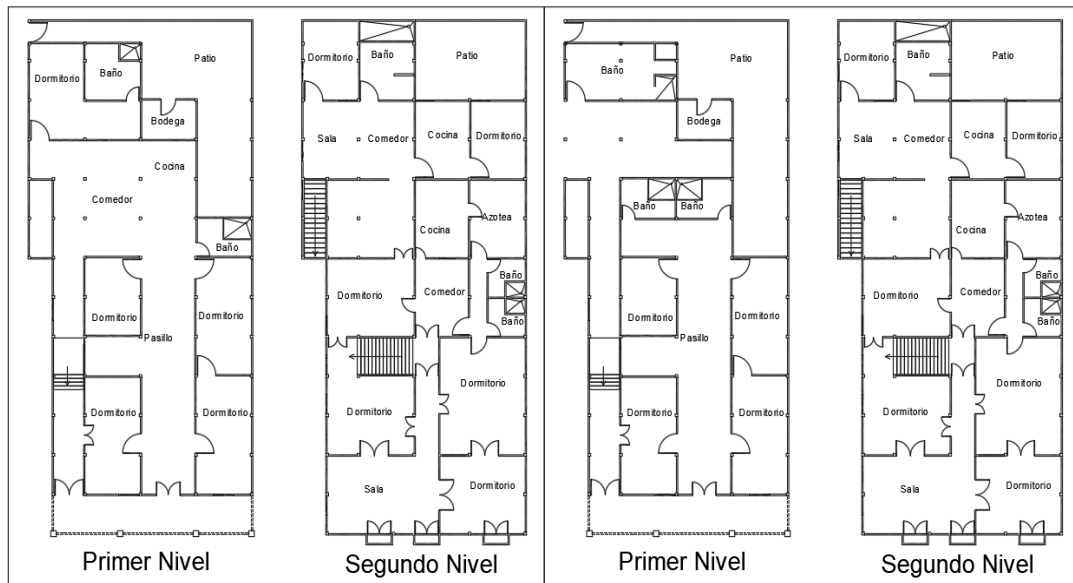 Patio
Dormitorio
Baño
Bodega
Cocina
Comedor
Baño
Dormitorio
Dormitorio
Pasillo
Dormitorio
Dormitorio
Primer Nivel
Dormitorio
Baño
Patio
Sala
Comedor
Cocina
Dormitorio
Azotea
Cocina
Baño
Dormitorio
Comedor
Baño
Dormitorio
Dormitorio
Sala
Dormitorio
Segundo Nivel
Patio
Baño
Bodega
Baño
Baño
Dormitorio
Dormitorio
Pasillo
Dormitorio
Dormitorio
Primer Nivel
Dormitorio
Baño
Patio
Sala
Comedor
Cocina
Dormitorio
Azotea
Cocina
Baño
Dormitorio
Comedor
Baño
Dormitorio
Dormitorio
Sala
Dormitorio
Segundo Nivel